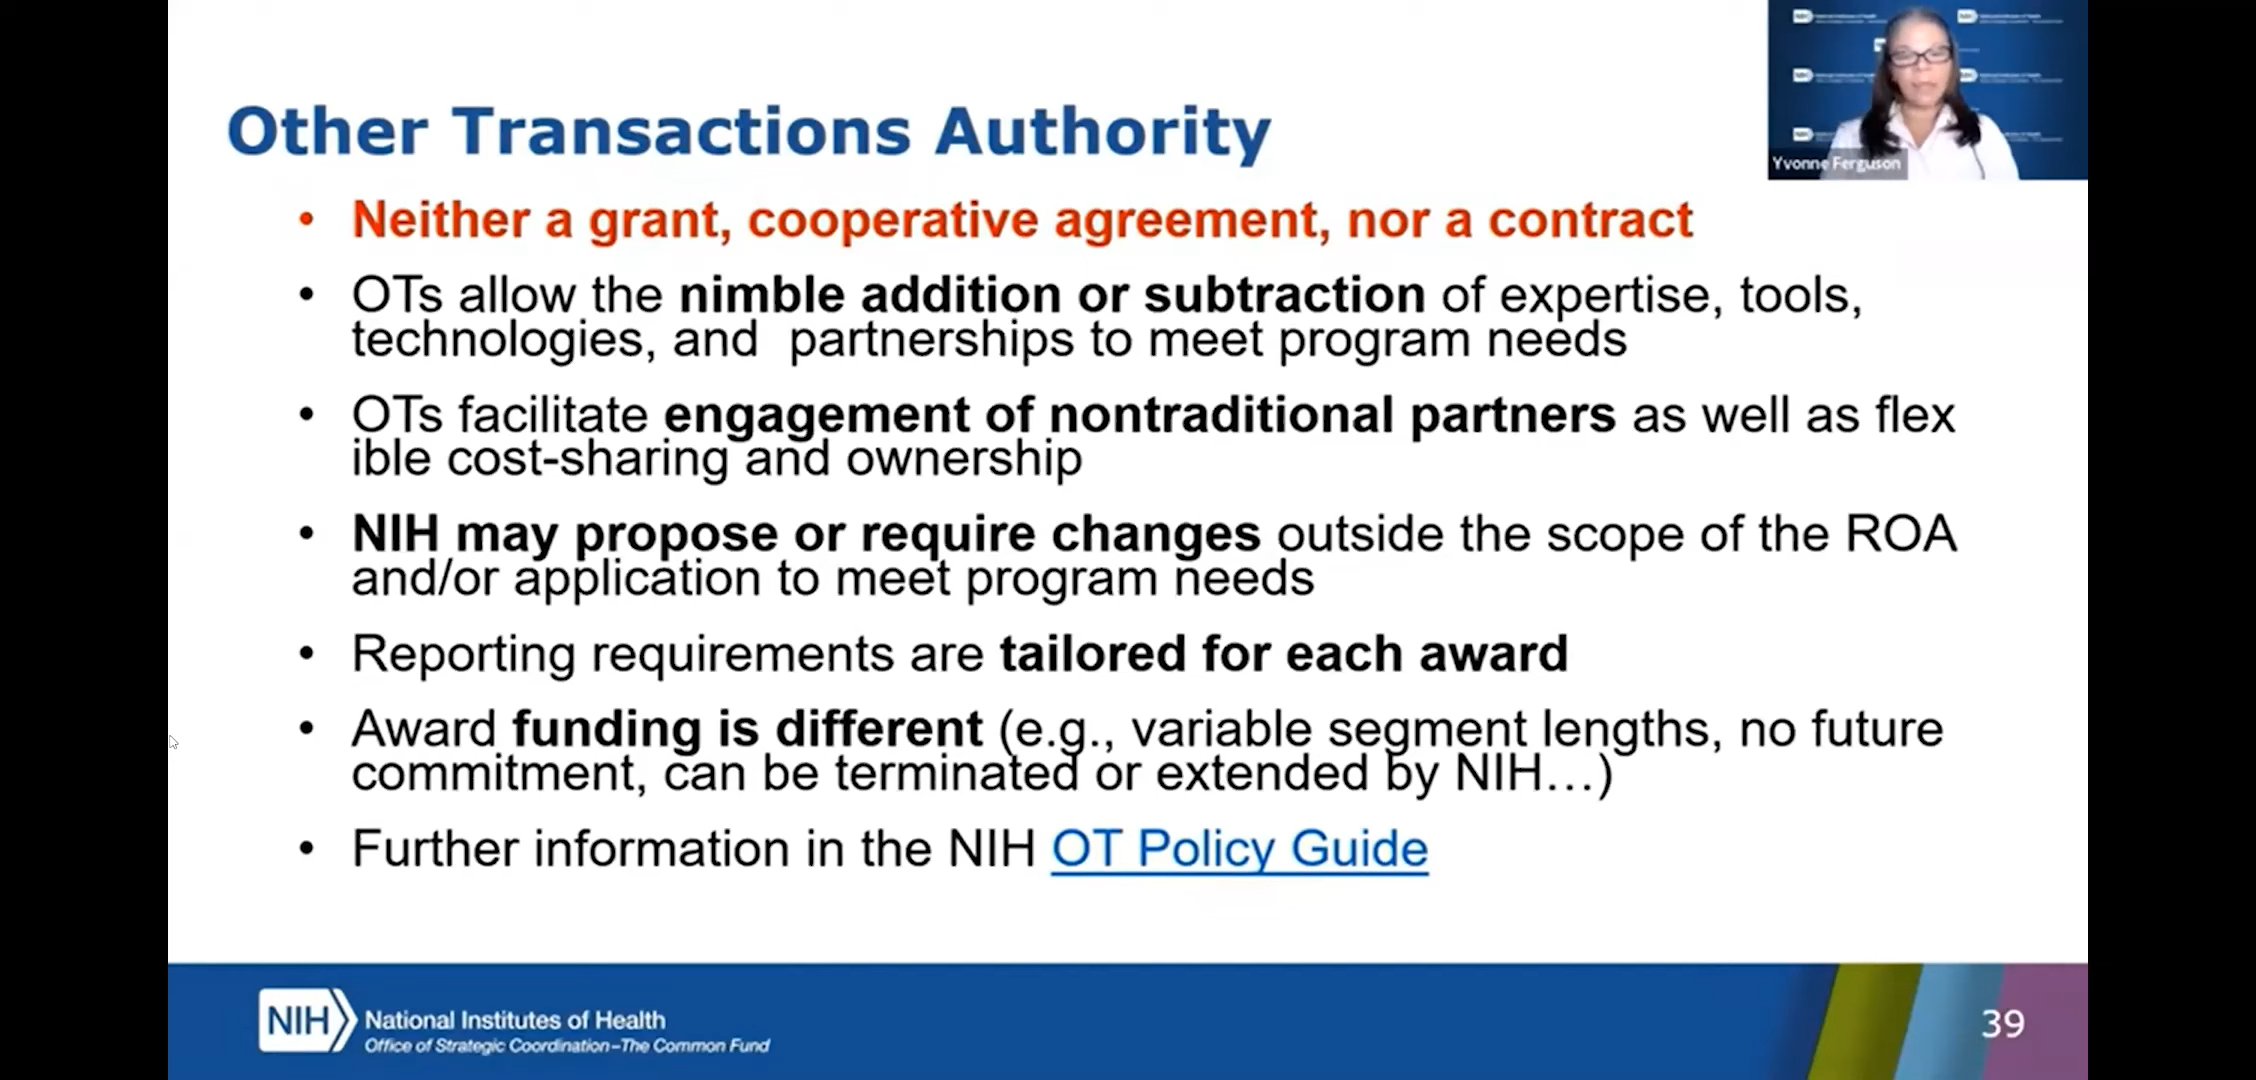 Other Transactions Authority
Yvonne Ferguson
• Neither a grant, cooperative agreement, nor a contract
• OTs allow the nimble addition or subtraction of expertise, tools,
technologies, and  partnerships to meet program needs
• OTs facilitate engagement of nontraditional partners as well as flex
ible cost-sharing and ownership
• NIH may propose or require changes outside the scope of the ROA
and/or application to meet program needs
• Reporting requirements are tailored for each award
• Award funding is different (e.g., variable segment lengths, no future
commitment, can be terminated or extended by NIH...)
• Further information in the NIH OT Policy Guide
NIH National Institutes of Health
Office of Strategic Coordination–The Common Fund
39